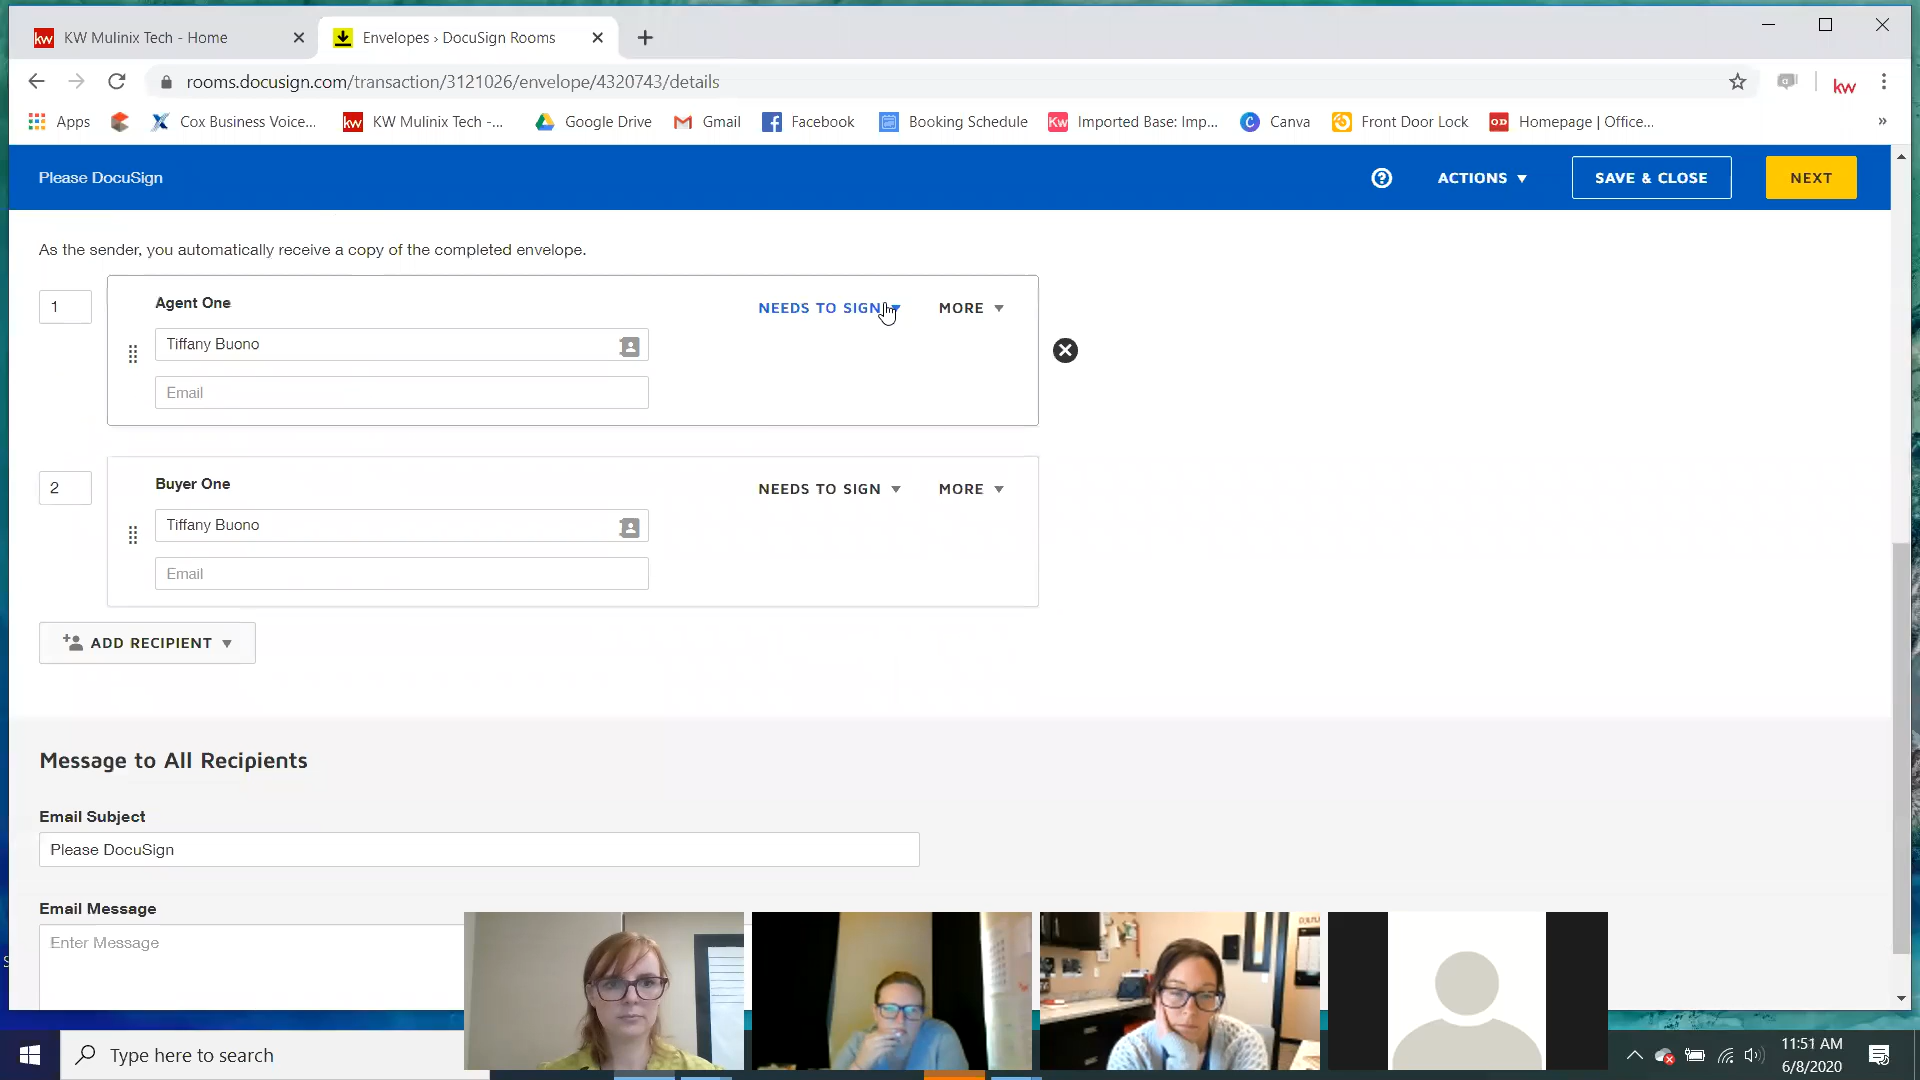 KW Mulinix Tech - Home
Envelopes › DocuSign Rooms
rooms.docusign.com/transaction/3121026/envelope/4320743/details
kw
Apps
Cox Business Voice...
kw
KW Mulinix Tech -...
Google Drive
Gmail
Facebook
Booking Schedule
Kw
Imported Base: Imp...
Canva
Front Door Lock
OD
Homepage | Office...
»
Please DocuSign
ACTIONS
SAVE & CLOSE
NEXT
As the sender, you automatically receive a copy of the completed envelope.
1
Agent One
NEEDS TO SIGN
MORE
Tiffany Buono
Email
2
Buyer One
NEEDS TO SIGN
MORE
Tiffany Buono
Email
ADD RECIPIENT
Message to All Recipients
Email Subject
Please DocuSign
Email Message
Enter Message
Type here to search
11:51 AM
6/8/2020